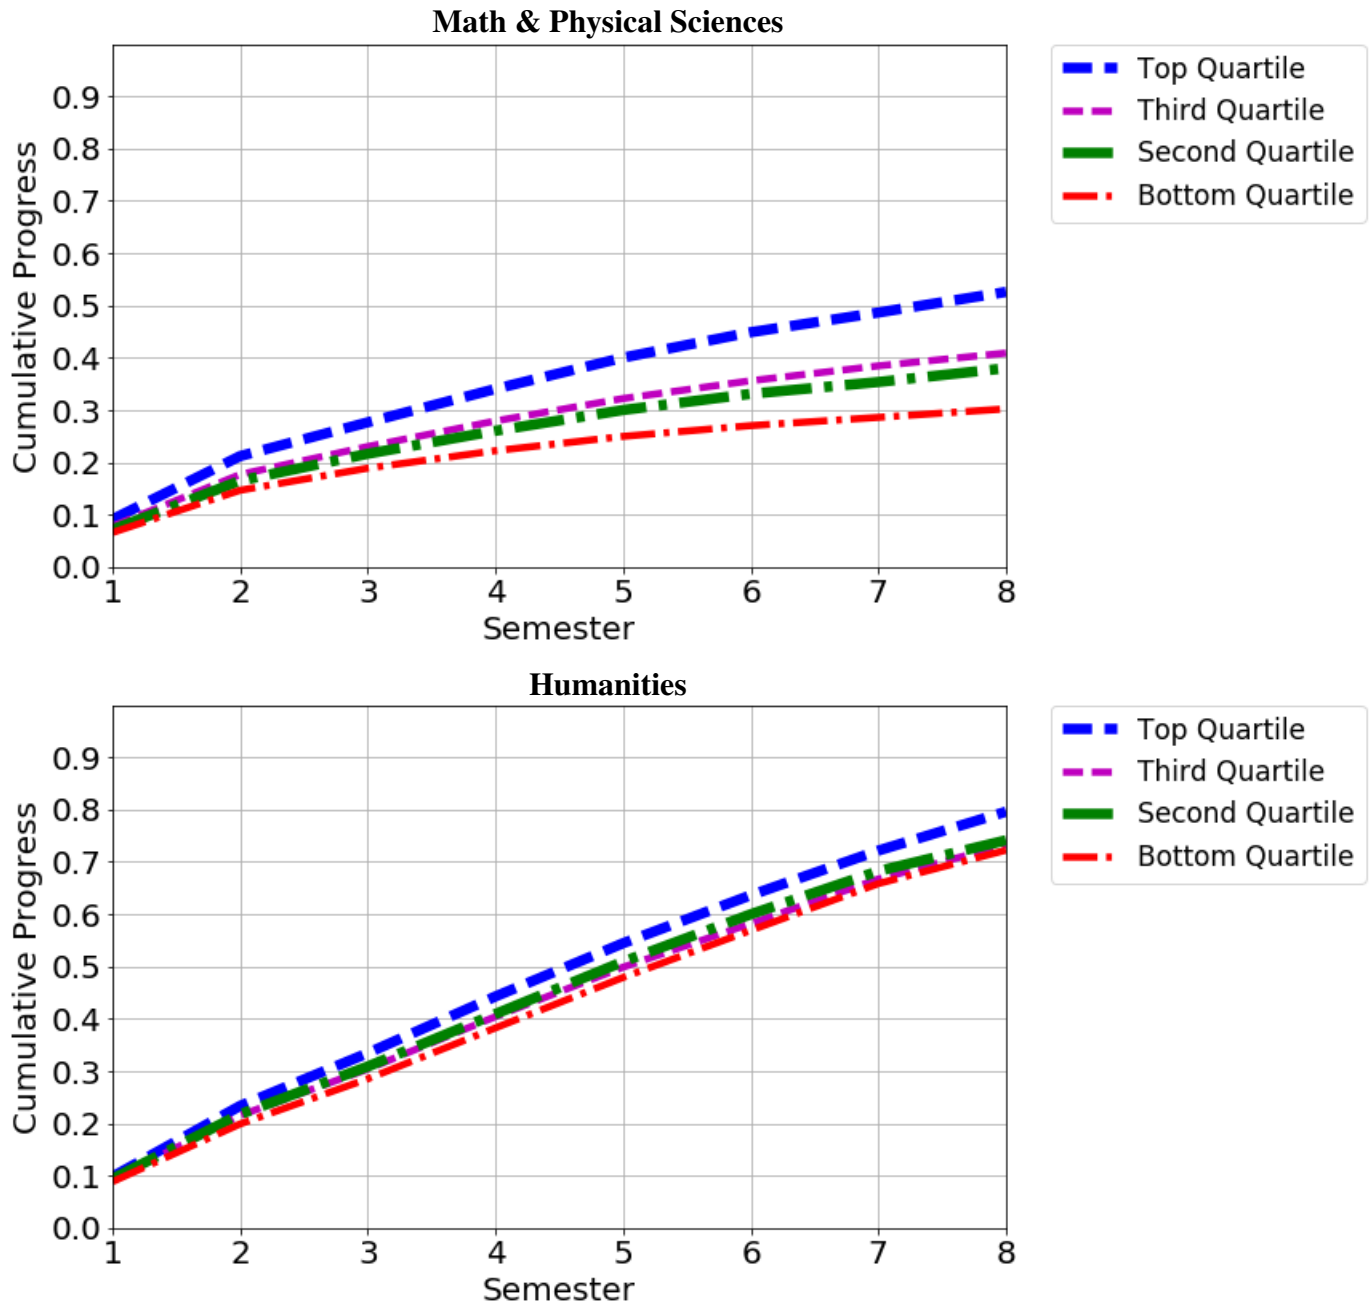 Math & Physical Sciences
Cumulative Progress
0.9
0.8
0.7
0.6
0.5
0.4
0.3
0.2
0.1
0.0
1 2 3 4 5 6 7 8
Semester
Top Quartile
Third Quartile
Second Quartile
Bottom Quartile
Humanities
Cumulative Progress
0.9
0.8
0.7
0.6
0.5
0.4
0.3
0.2
0.1
0.0
1 2 3 4 5 6 7 8
Semester
Top Quartile
Third Quartile
Second Quartile
Bottom Quartile